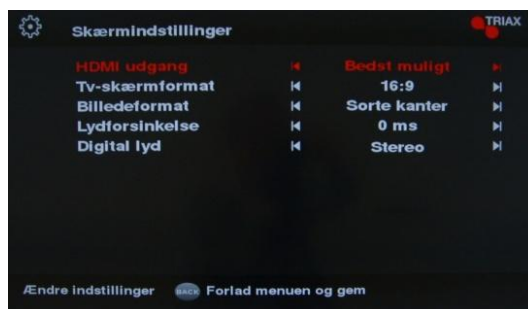 Skærmindstillinger
TRIAX
HDMI udgang Bedst muligt
Tv-skærmformat 16:9
Billedeformat Sorte kanter
Lydforsinkelse 0 ms
Digital lyd Stereo
Ændre indstillinger BACK Forlad menuen og gem